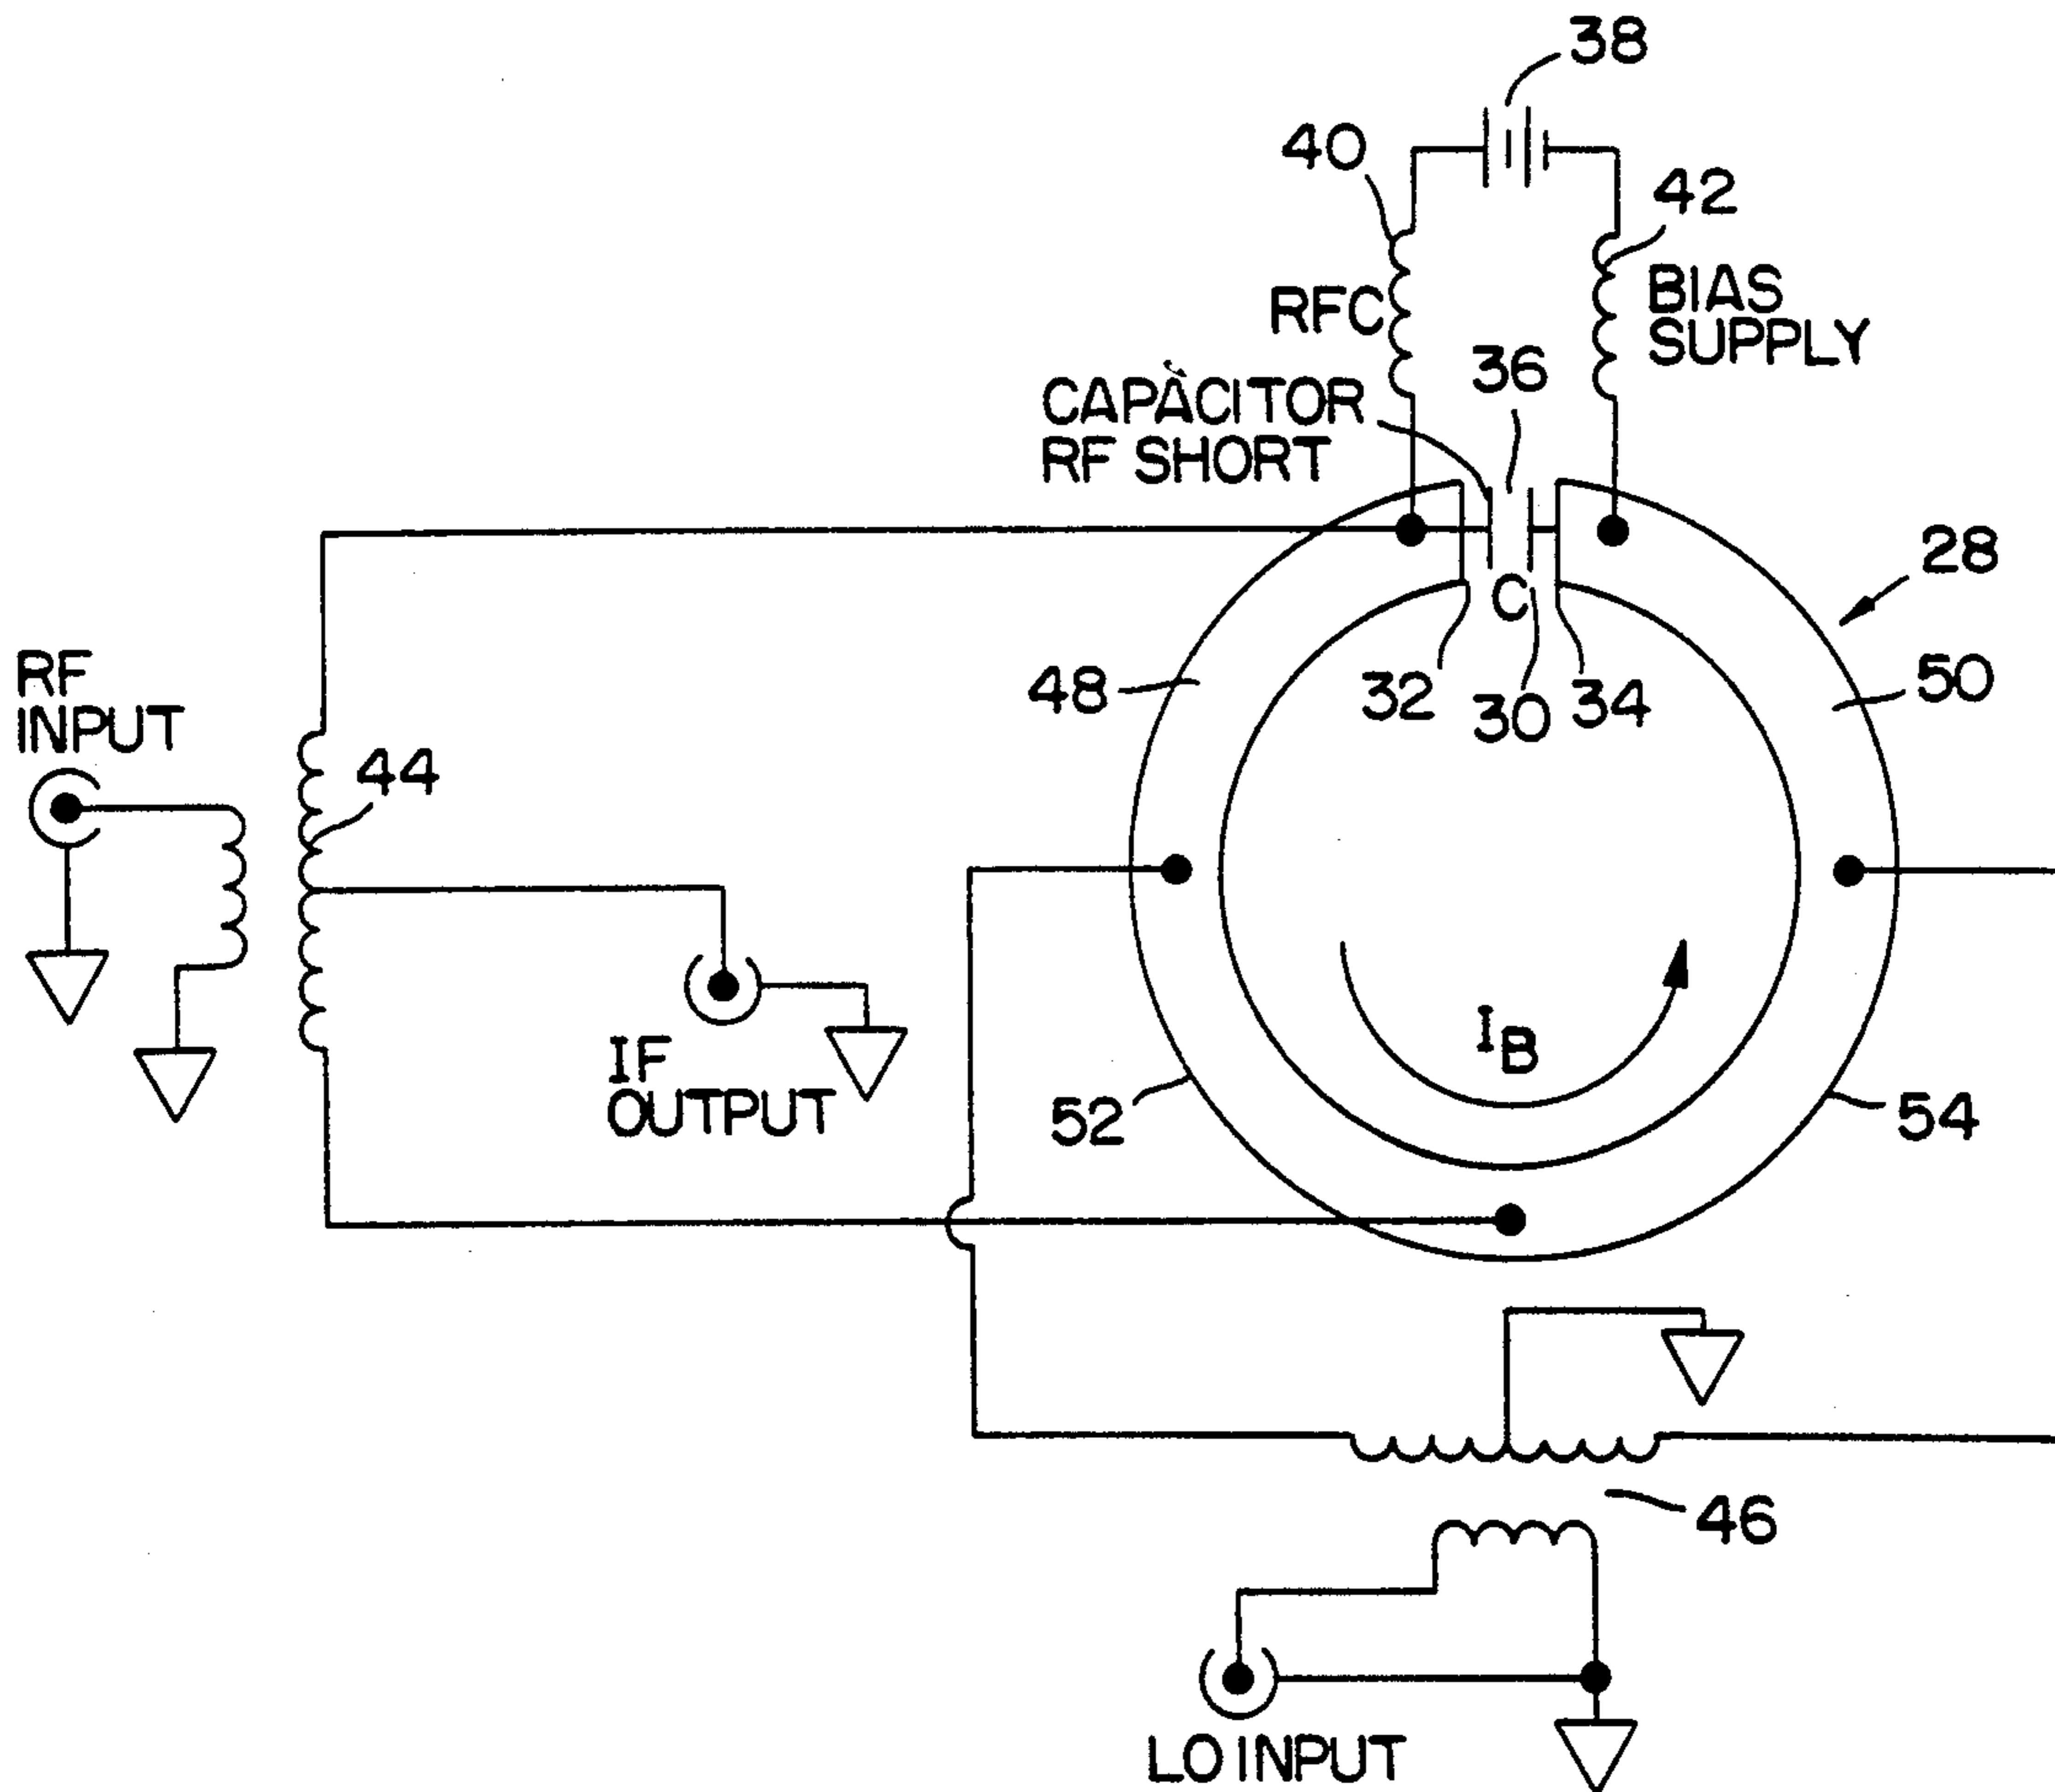 38
40
42
RFC
BIAS
SUPPLY
36
CAPACITOR
RF SHORT
28
C
48
32
30
34
50
RF
INPUT
44
IF
OUTPUT
IB
52
54
46
LO INPUT